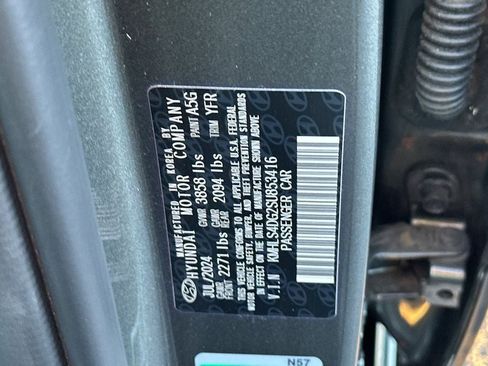 MANUFACTURED IN KOREA BY
HYUNDAI MOTOR COMPANY
JUL/2024 GVWR 3858 lbs PAINT A5G
GAWR FRONT 2271 lbs GAWR REAR 2094 lbs TRIM YFR
THIS VEHICLE CONFORMS TO ALL APPLICABLE U.S.A. FEDERAL
MOTOR VEHICLE SAFETY, BUMPER, AND THEFT PREVENTION STANDARDS
IN EFFECT ON THE DATE OF MANUFACTURE SHOWN ABOVE
V.I.N KMHLS4DG2SU853416
PASSENGER CAR
N57